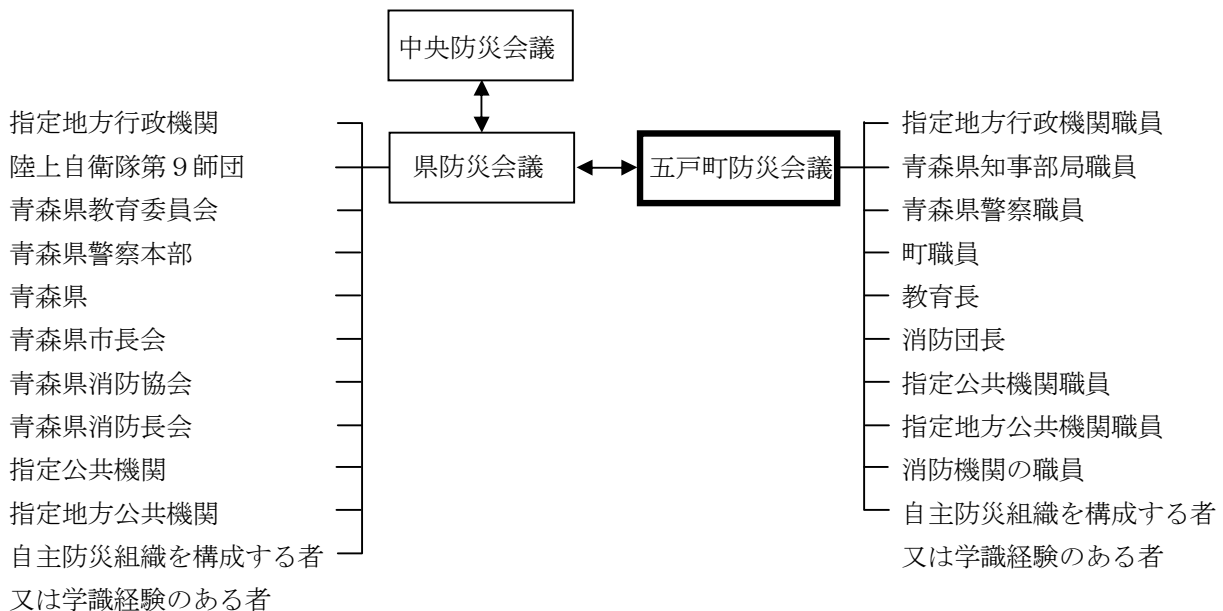 中央防災会議
県防災会議
五戸町防災会議
指定地方行政機関
陸上自衛隊第９師団
青森県教育委員会
青森県警察本部
青森県
青森県市長会
青森県消防協会
青森県消防長会
指定公共機関
指定地方公共機関
自主防災組織を構成する者
又は学識経験のある者
指定地方行政機関職員
青森県知事部局職員
青森県警察職員
町職員
教育長
消防団長
指定公共機関職員
指定地方公共機関職員
消防機関の職員
自主防災組織を構成する者
又は学識経験のある者